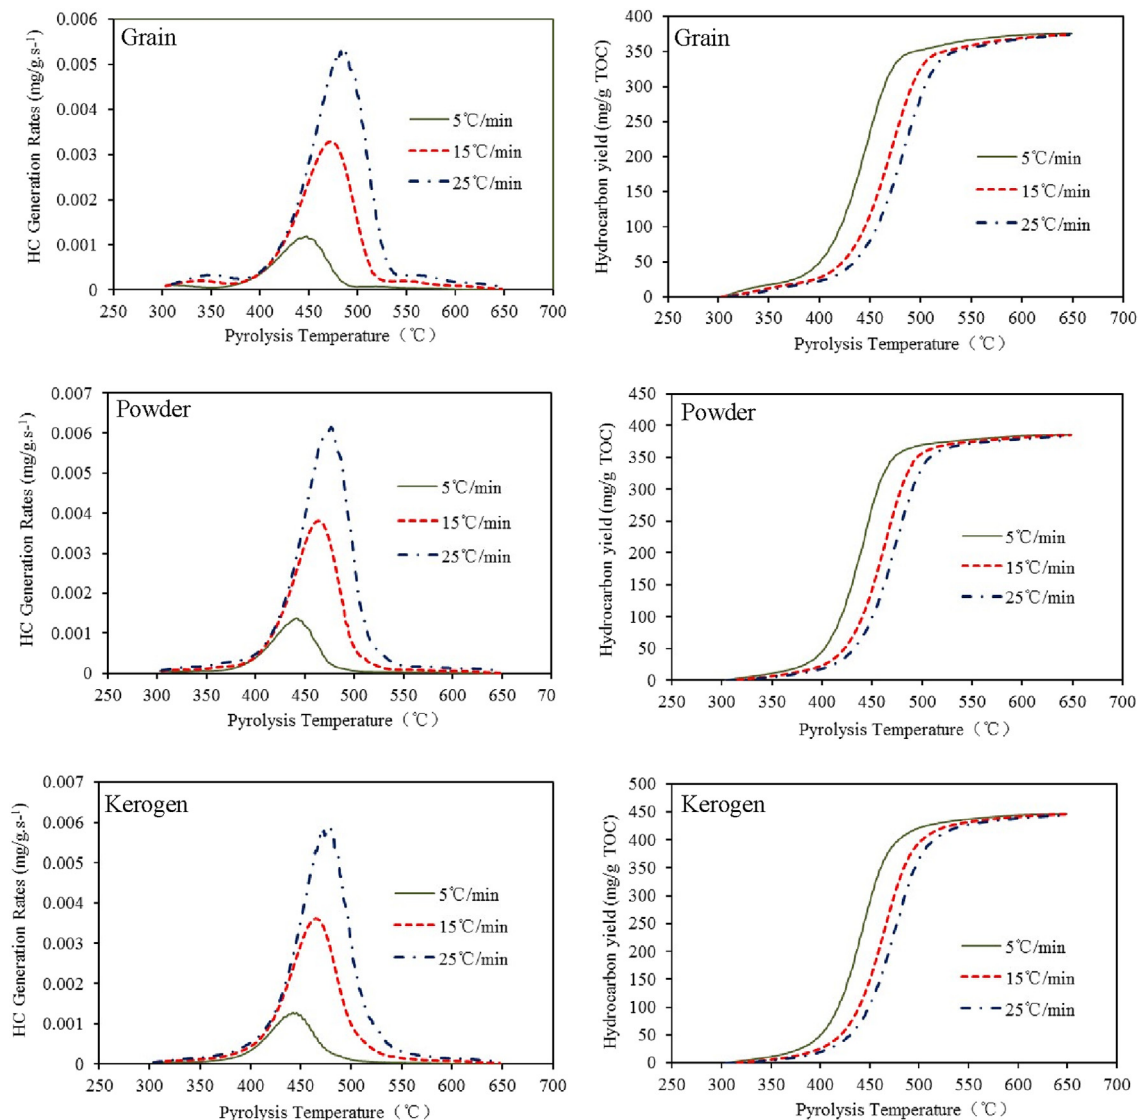 Grain
HC Generation Rates (mg/g.s-1)
0.006
0.005
0.004
0.003
0.002
0.001
0
5℃/min
15℃/min
25℃/min
250 300 350 400 450 500 550 600 650 700
Pyrolysis Temperature（℃）
Grain
Hydrocarbon yield (mg/g TOC)
400
350
300
250
200
150
100
50
0
5℃/min
15℃/min
25℃/min
250 300 350 400 450 500 550 600 650 700
Pyrolysis Temperature（℃）
Powder
HC Generation Rates (mg/g.s-1)
0.007
0.006
0.005
0.004
0.003
0.002
0.001
0
5℃/min
15℃/min
25℃/min
250 300 350 400 450 500 550 600 650 70
Pyrolysis Temperature（℃）
Powder
Hydrocarbon yield (mg/g TOC)
450
400
350
300
250
200
150
100
50
0
5℃/min
15℃/min
25℃/min
250 300 350 400 450 500 550 600 650 700
Pyrolysis Temperature（℃）
Kerogen
HC Generation Rates (mg/g.s-1)
0.007
0.006
0.005
0.004
0.003
0.002
0.001
0
5℃/min
15℃/min
25℃/min
250 300 350 400 450 500 550 600 650 700
Pyrolysis Temperature（℃）
Kerogen
Hydrocarbon yield (mg/g TOC)
500
450
400
350
300
250
200
150
100
50
0
5℃/min
15℃/min
25℃/min
250 300 350 400 450 500 550 600 650 700
Pyrolysis Temperature（℃）